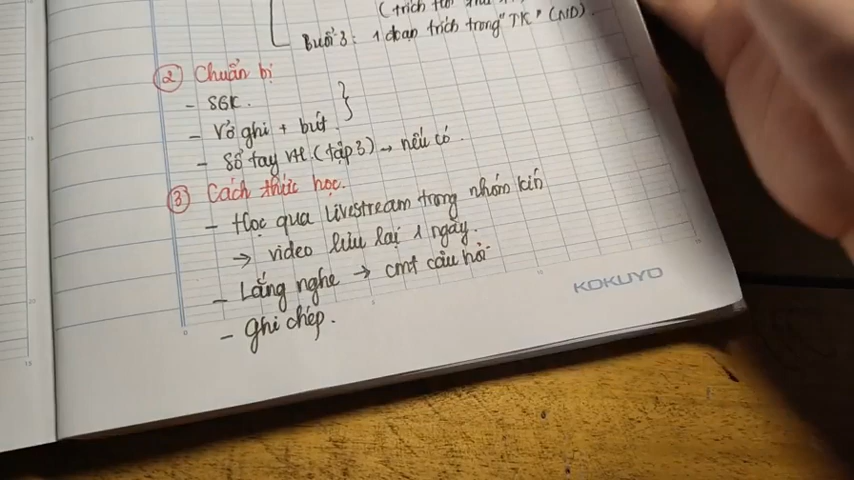 (trích
Buổi 3: 1 đoạn trích trong "TK" (ND).
② Chuẩn bị
- SGK.
- Vở ghi + bút. }
- Sổ tay VH (tập 3) → nếu có.
③ Cách thức học.
- Học qua Livestream trong nhóm kín
→ video lưu lại 1 ngày.
- Lắng nghe → cmt câu hỏi
- Ghi chép.
KOKUYO